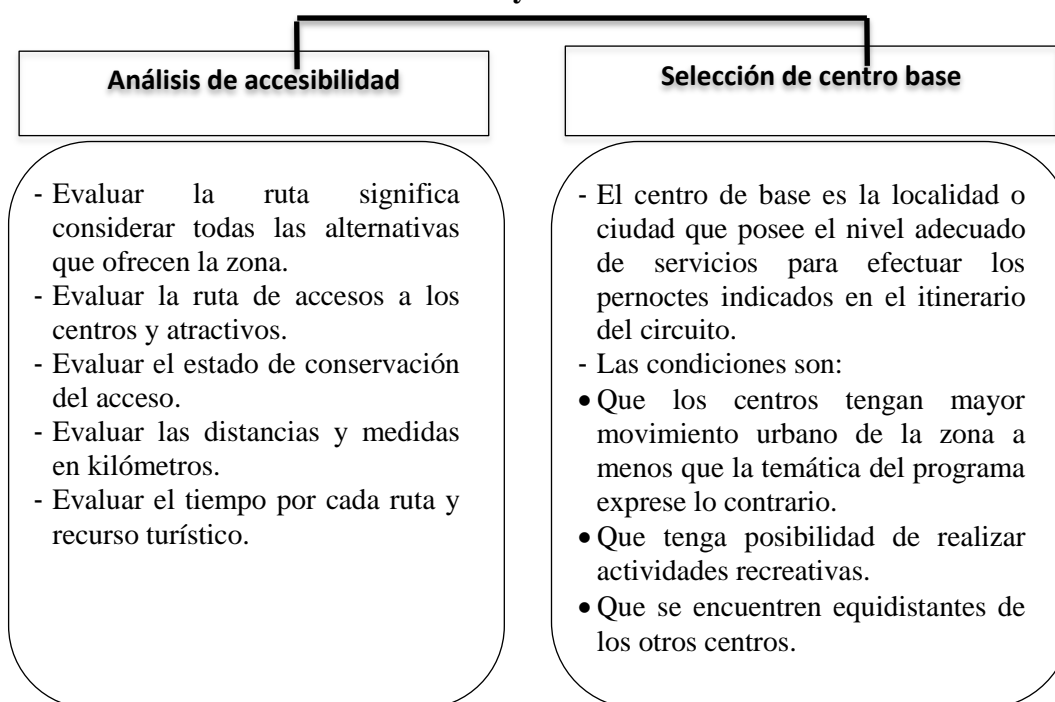 Análisis de accesibilidad
- Evaluar la ruta significa
considerar todas las alternativas
que ofrecen la zona.
- Evaluar la ruta de accesos a los
centros y atractivos.
- Evaluar el estado de conservación
del acceso.
- Evaluar las distancias y medidas
en kilómetros.
- Evaluar el tiempo por cada ruta y
recurso turístico.
Selección de centro base
- El centro de base es la localidad o
ciudad que posee el nivel adecuado
de servicios para efectuar los
pernoctes indicados en el itinerario
del circuito.
- Las condiciones son:
• Que los centros tengan mayor
movimiento urbano de la zona a
menos que la temática del programa
exprese lo contrario.
• Que tenga posibilidad de realizar
actividades recreativas.
• Que se encuentren equidistantes de
los otros centros.